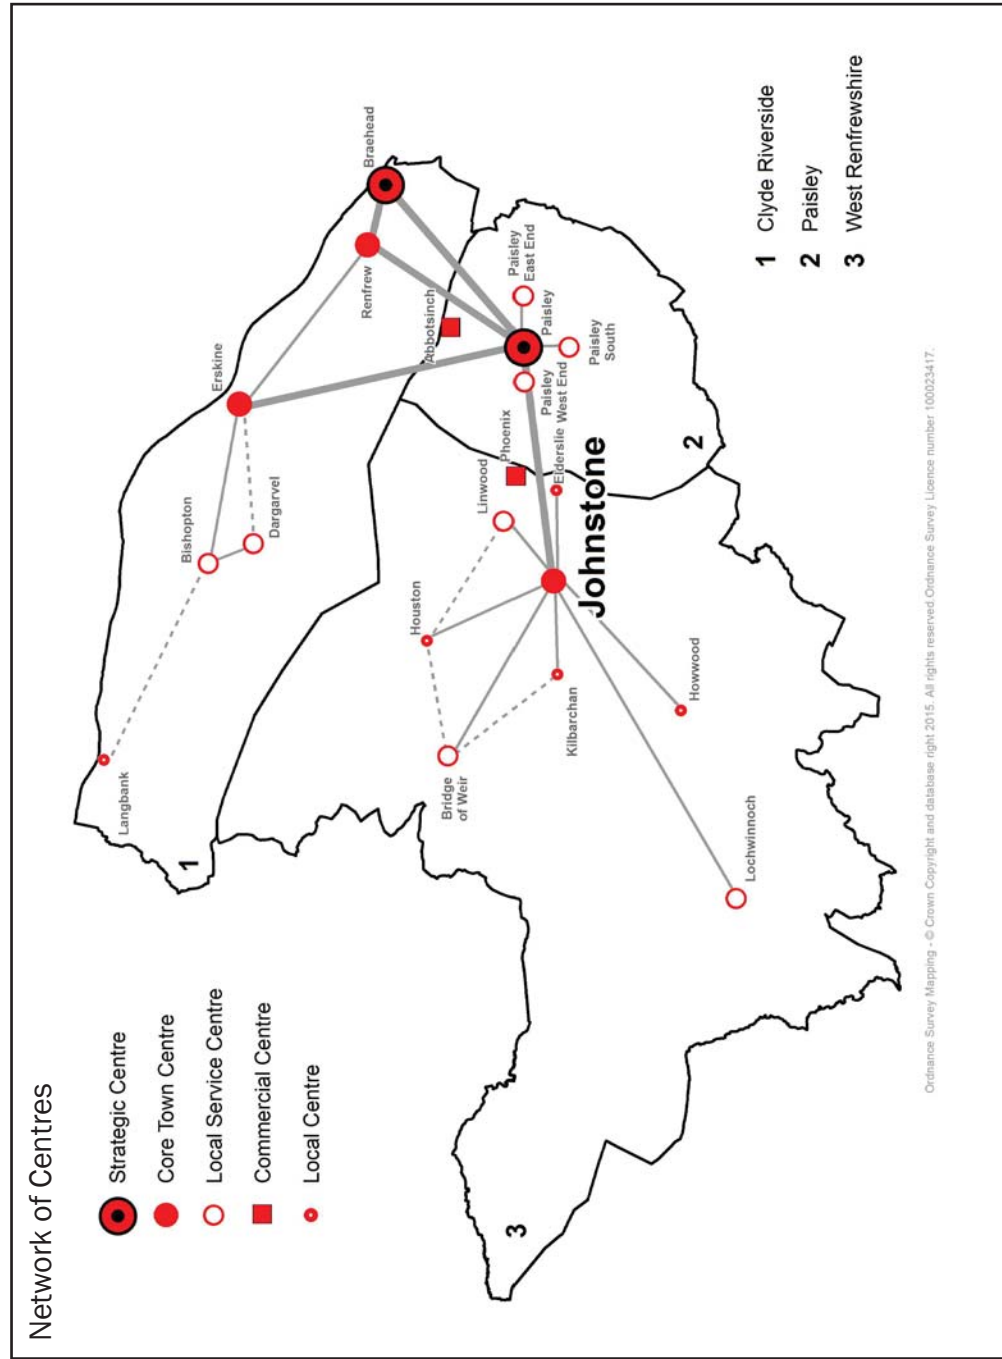 Network of Centres
Strategic Centre
Core Town Centre
Local Service Centre
Commercial Centre
Local Centre
Langbank
1
Bishopton
Dargarvel
Erskine
Renfrew
Braehead
Abbotsinch
Houston
Bridge
of Weir
Linwood
Phoenix
Elderslie
Kilbarchan
Johnstone
Howwood
Lochwinnoch
3
Paisley
West End
Paisley
Paisley
East End
Paisley
South
2
1 Clyde Riverside
2 Paisley
3 West Renfrewshire
Ordnance Survey Mapping - © Crown Copyright and database right 2015. All rights reserved.Ordnance Survey Licence number 100023417.